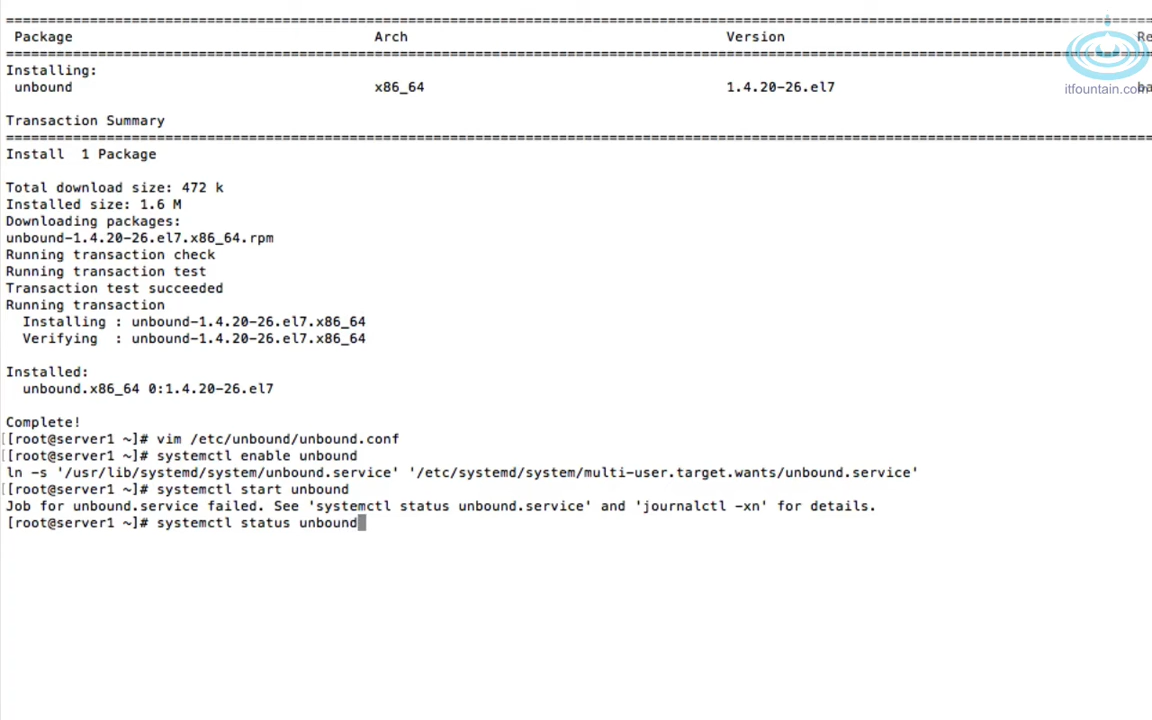 ================================================================================
 Package                                    Arch                                      Version                                          Re
================================================================================
Installing:
 unbound                                    x86_64                                    1.4.20-26.el7                                    ba
itfountain.com
Transaction Summary
================================================================================
Install  1 Package
Total download size: 472 k
Installed size: 1.6 M
Downloading packages:
unbound-1.4.20-26.el7.x86_64.rpm
Running transaction check
Running transaction test
Transaction test succeeded
Running transaction
  Installing : unbound-1.4.20-26.el7.x86_64
  Verifying  : unbound-1.4.20-26.el7.x86_64
Installed:
  unbound.x86_64 0:1.4.20-26.el7
Complete!
[[root@server1 ~]# vim /etc/unbound/unbound.conf
[[root@server1 ~]# systemctl enable unbound
ln -s '/usr/lib/systemd/system/unbound.service' '/etc/systemd/system/multi-user.target.wants/unbound.service'
[[root@server1 ~]# systemctl start unbound
Job for unbound.service failed. See 'systemctl status unbound.service' and 'journalctl -xn' for details.
[root@server1 ~]# systemctl status unbound